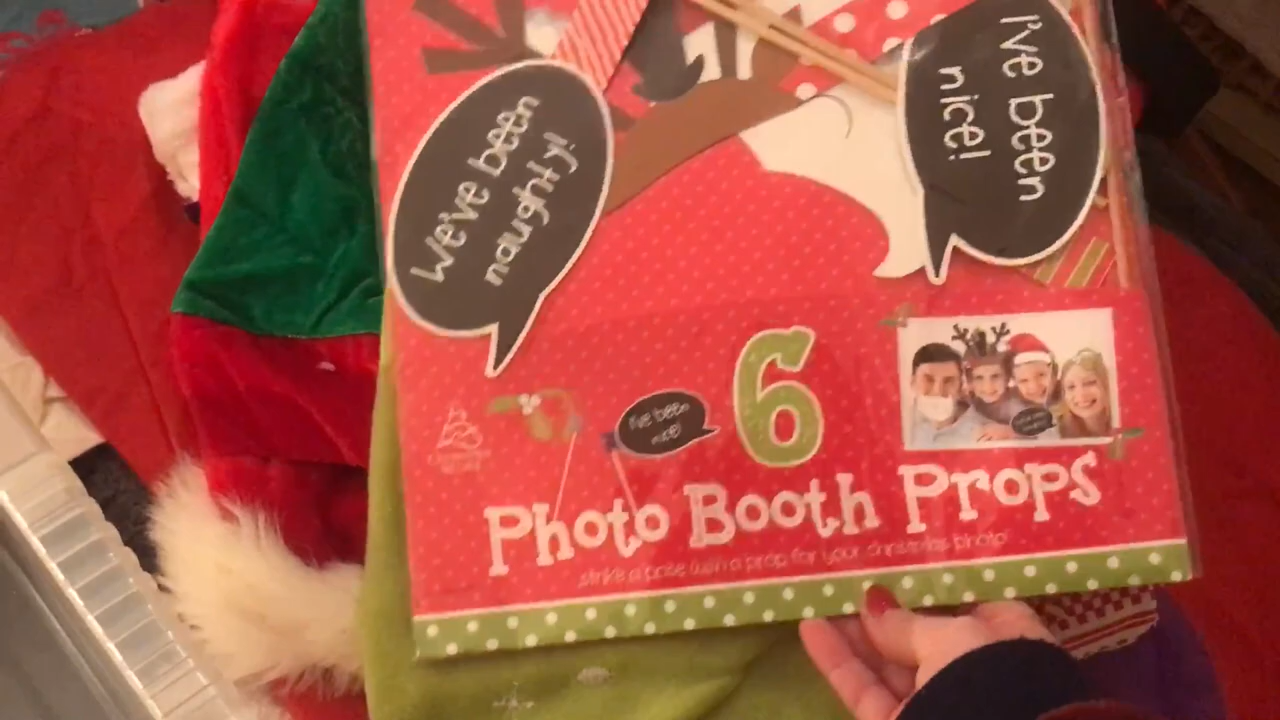 We've been
naughty!
I've been
nice!
I've been
nice!
6
Photo Booth Props
strike a pose with a prop for your christmas photo